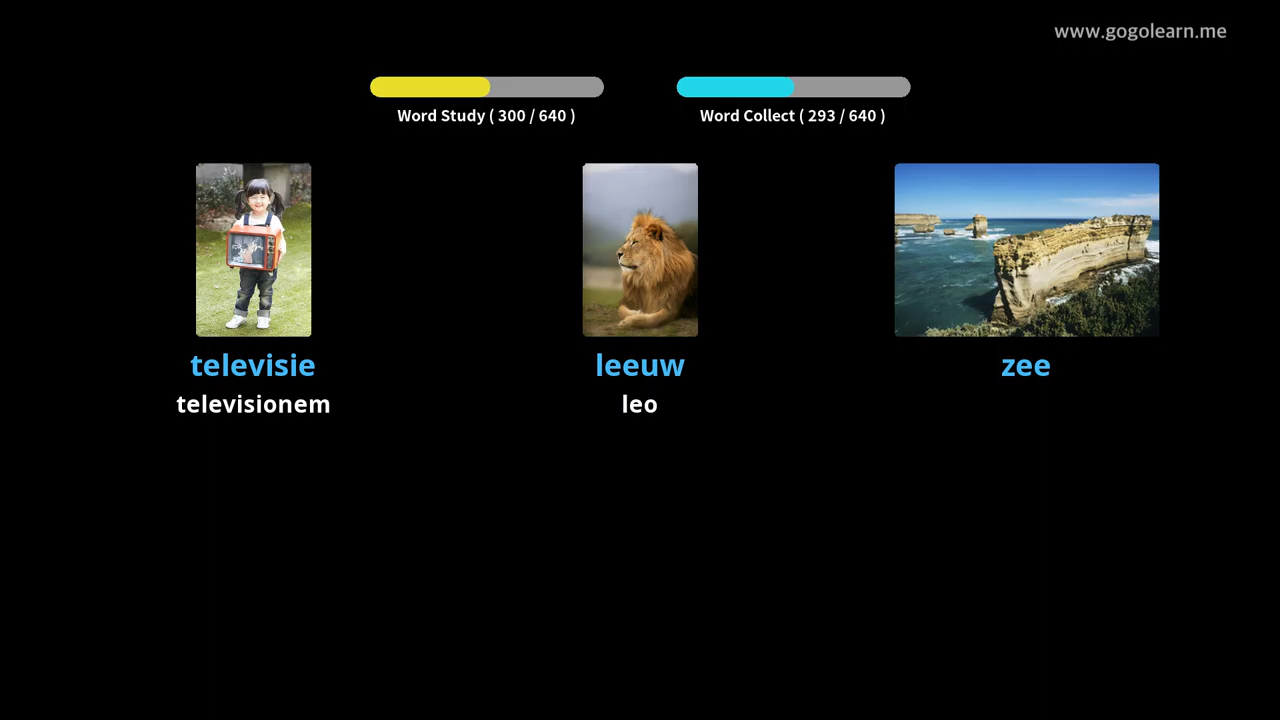 www.gogolearn.me
Word Study ( 300 / 640 )
Word Collect ( 293 / 640 )
televisie
leeuw
zee
televisionem
leo